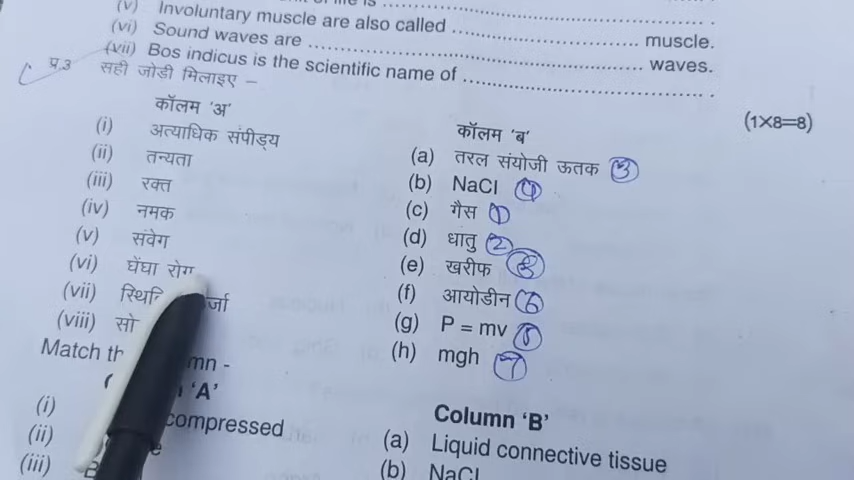 (v) Involuntary muscle are also called .............................. muscle.
(vi) Sound waves are .............................. waves.
(vii) Bos indicus is the scientific name of ..............................
प्र.3 सही जोड़ी मिलाइए – (1×8=8)
कॉलम 'अ' कॉलम 'ब'
(i) अत्याधिक संपीड्य (a) तरल संयोजी ऊतक 3
(ii) तन्यता (b) NaCl 4
(iii) रक्त (c) गैस 1
(iv) नमक (d) धातु 2
(v) संवेग (e) खरीफ 8
(vi) घेंघा रोग (f) आयोडीन 6
(vii) (g) P = mv 5
(viii) सो (h) mgh 7
Match
'A' Column 'B'
(i) compressed (a) Liquid connective tissue
(ii) (b) NaCl
(iii) B